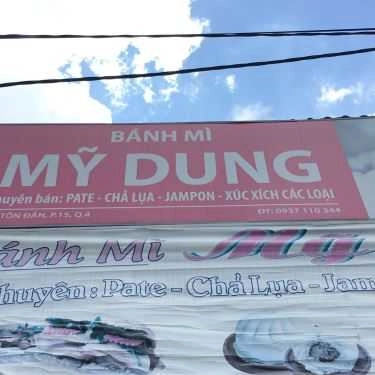 BÁNH MÌ
MỸ DUNG
huyên bán: PATE - CHẢ LỤA - JAMPON - XÚC XÍCH CÁC LOẠI
TÔN ĐẢN, P.15, Q.4 ĐT: 0937 110 344
ánh Mì Mỹ
huyên: Pate - Chả Lụa - Jam